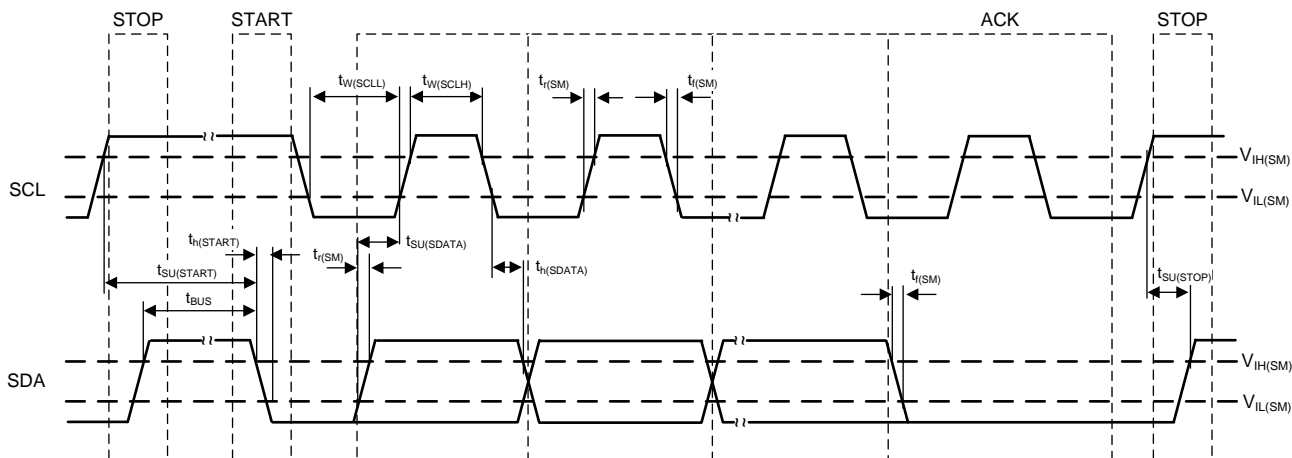 STOP START ACK STOP
tW(SCLL) tW(SCLH) tr(SM) tf(SM)
VIH(SM)
SCL
VIL(SM)
th(START) tr(SM) tSU(SDATA)
tSU(START) th(SDATA) tf(SM) tSU(STOP)
tBUS
VIH(SM)
SDA
VIL(SM)